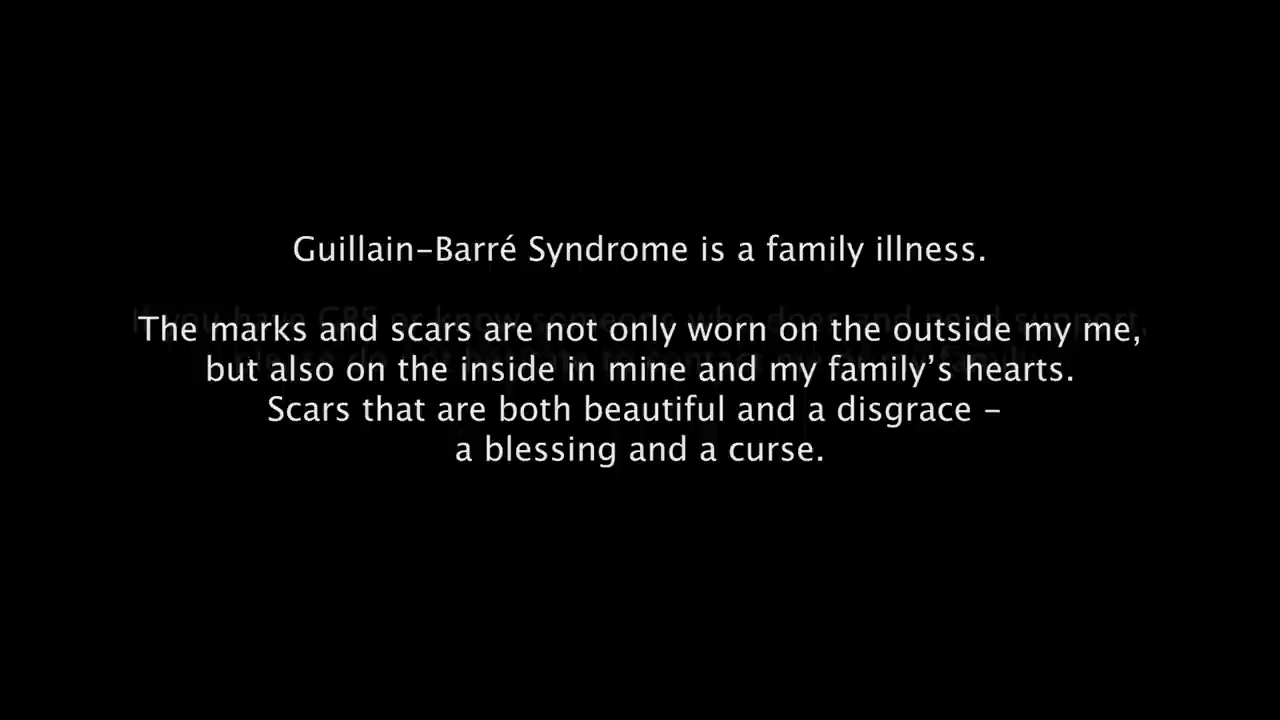 Guillain-Barré Syndrome is a family illness.
The marks and scars are not only worn on the outside my me,
but also on the inside in mine and my family's hearts.
Scars that are both beautiful and a disgrace –
a blessing and a curse.